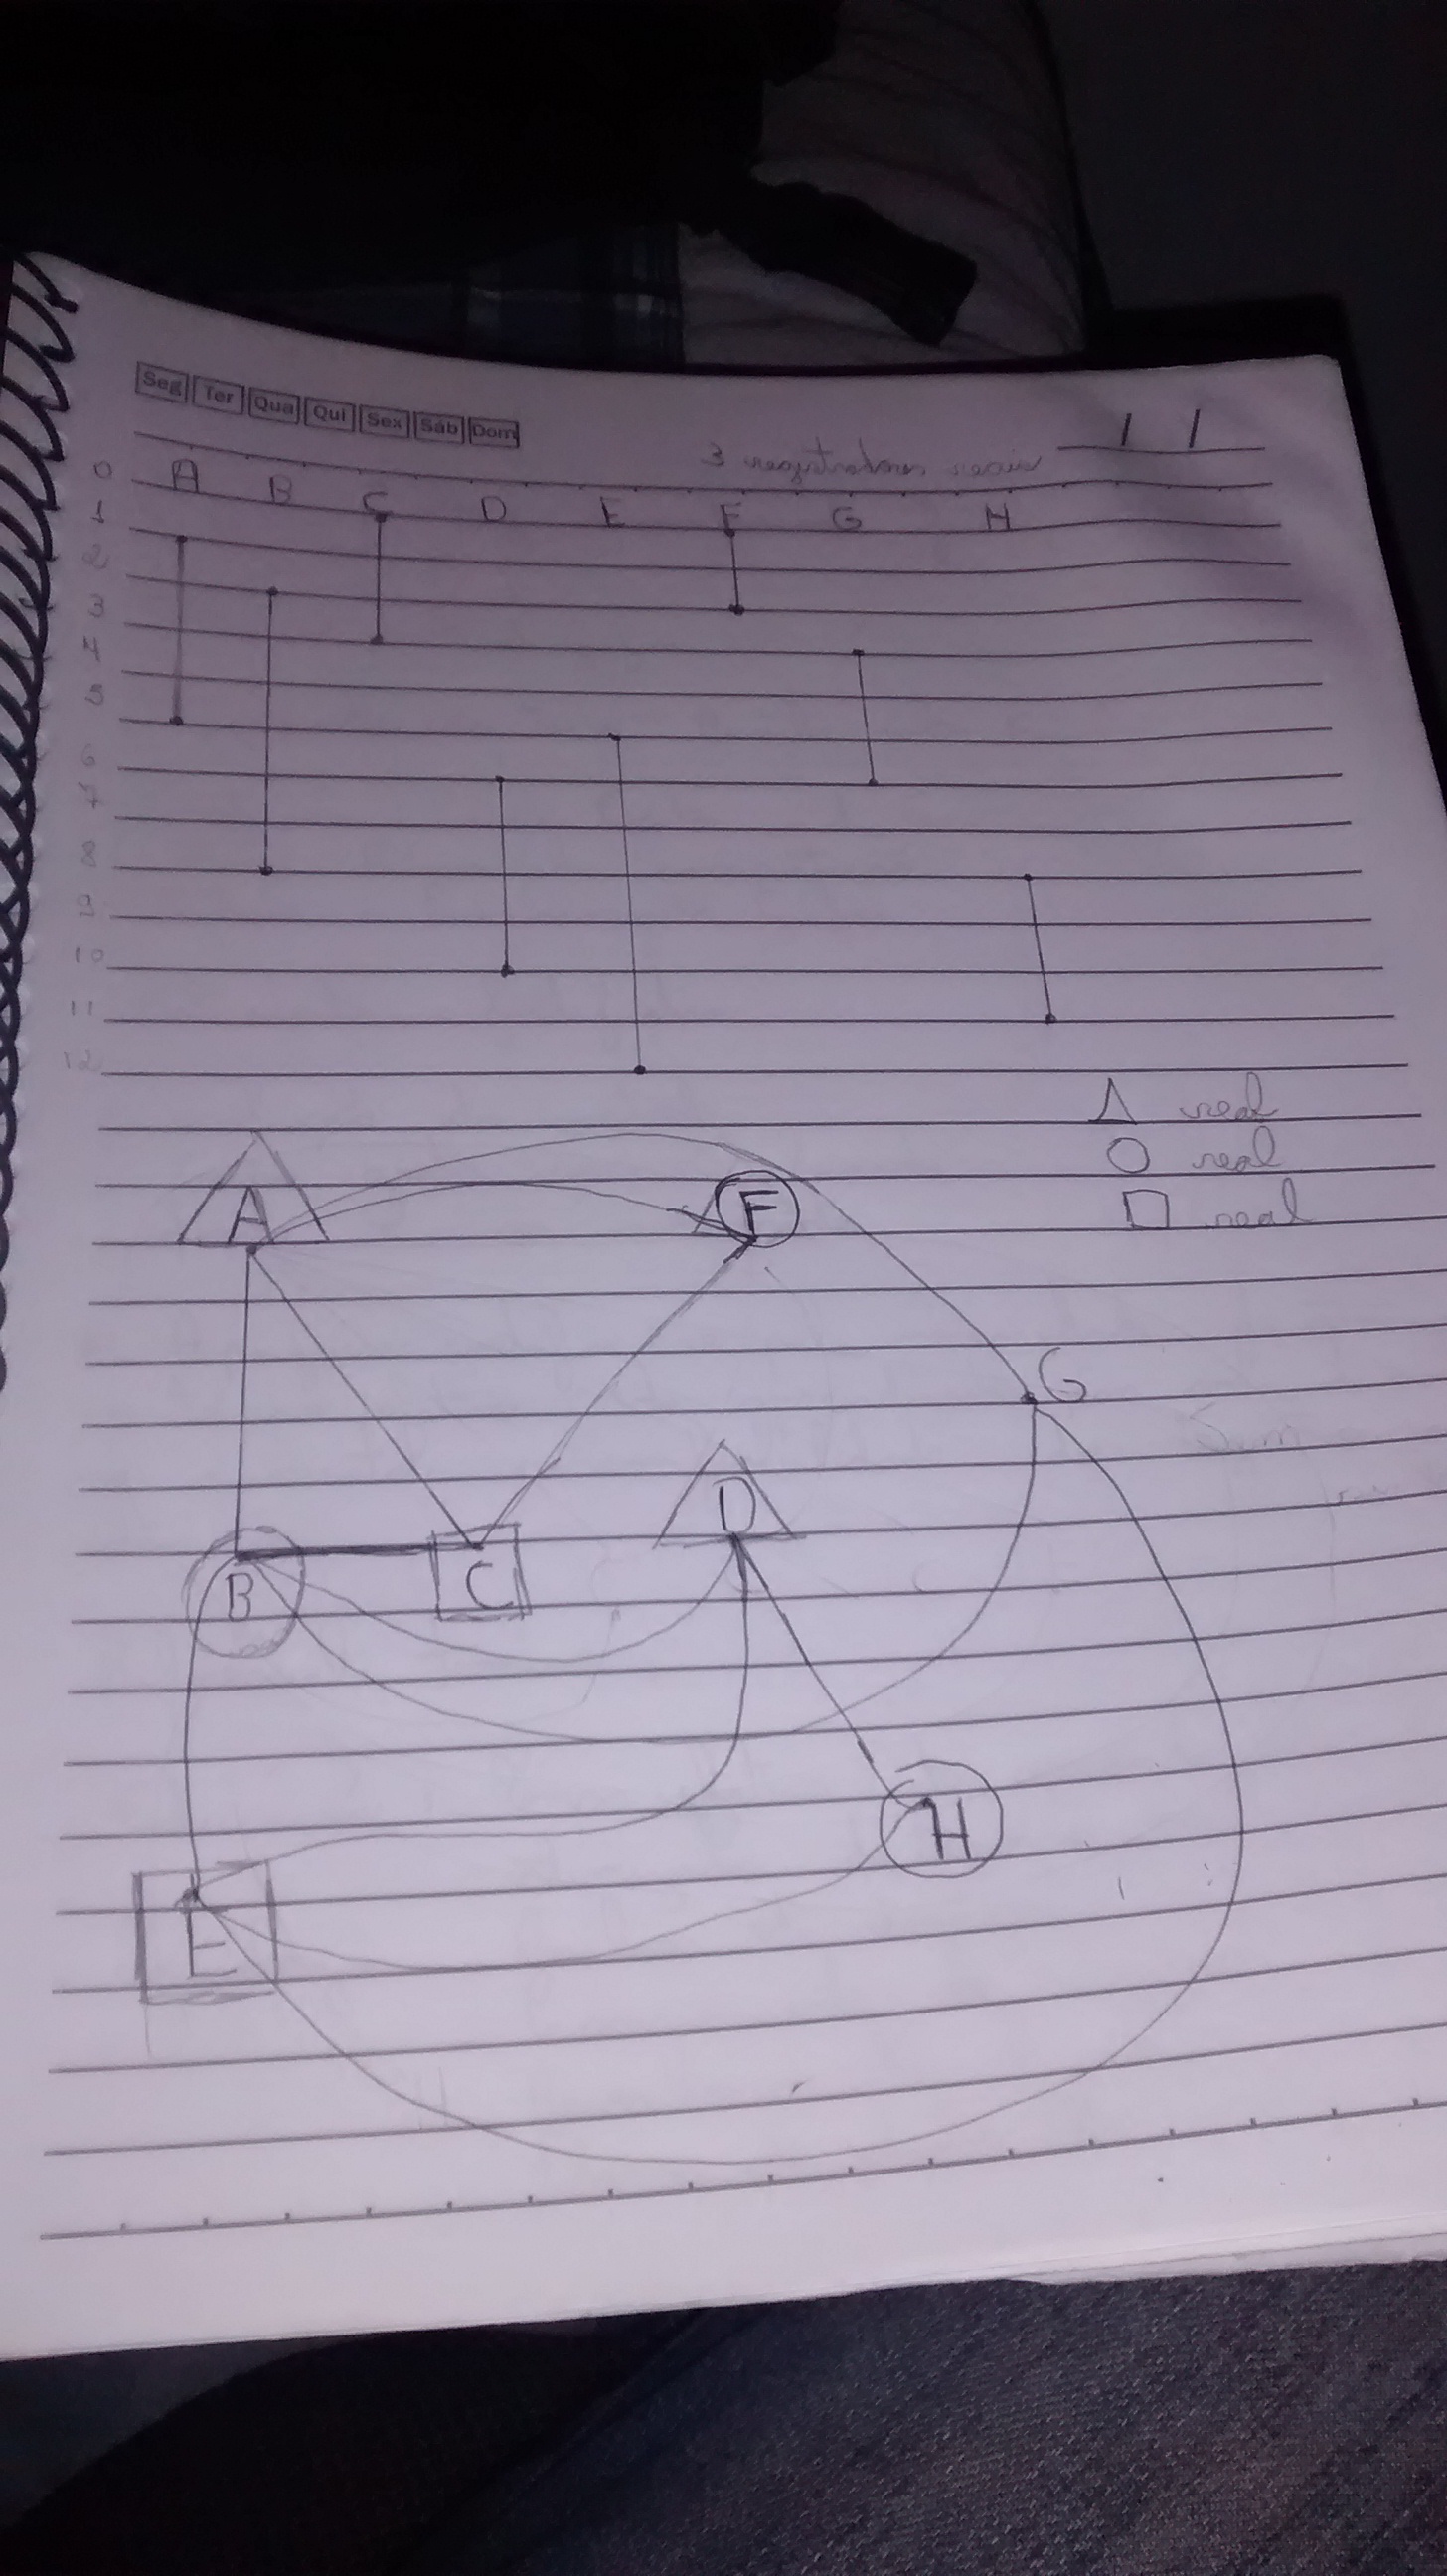 Seg Ter Qua Qui Sex Sáb Dom
3 registradores reais / /
0 A B C D E F G H
1
2
3
4
5
6
7
8
9
10
11
12
△ real
○ real
□ real
A F
G
D
B C
H
E